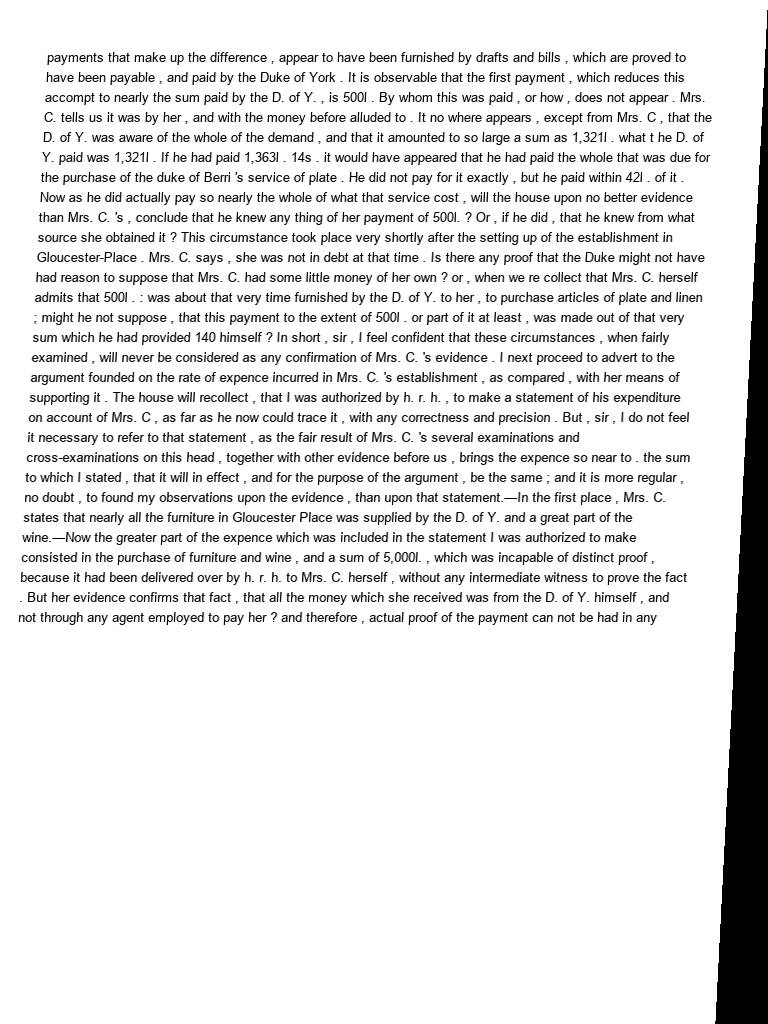 payments that make up the difference , appear to have been furnished by drafts and bills , which are proved to
have been payable , and paid by the Duke of York . It is observable that the first payment , which reduces this
accompt to nearly the sum paid by the D. of Y. , is 500l . By whom this was paid , or how , does not appear . Mrs.
C. tells us it was by her , and with the money before alluded to . It no where appears , except from Mrs. C , that the
D. of Y. was aware of the whole of the demand , and that it amounted to so large a sum as 1,321l . what t he D. of
Y. paid was 1,321l . If he had paid 1,363l . 14s . it would have appeared that he had paid the whole that was due for
the purchase of the duke of Berri 's service of plate . He did not pay for it exactly , but he paid within 42l . of it .
Now as he did actually pay so nearly the whole of what that service cost , will the house upon no better evidence
than Mrs. C. 's , conclude that he knew any thing of her payment of 500l. ? Or , if he did , that he knew from what
source she obtained it ? This circumstance took place very shortly after the setting up of the establishment in
Gloucester-Place . Mrs. C. says , she was not in debt at that time . Is there any proof that the Duke might not have
had reason to suppose that Mrs. C. had some little money of her own ? or , when we re collect that Mrs. C. herself
admits that 500l . : was about that very time furnished by the D. of Y. to her , to purchase articles of plate and linen
; might he not suppose , that this payment to the extent of 500l . or part of it at least , was made out of that very
sum which he had provided 140 himself ? In short , sir , I feel confident that these circumstances , when fairly
examined , will never be considered as any confirmation of Mrs. C. 's evidence . I next proceed to advert to the
argument founded on the rate of expence incurred in Mrs. C. 's establishment , as compared , with her means of
supporting it . The house will recollect , that I was authorized by h. r. h. , to make a statement of his expenditure
on account of Mrs. C , as far as he now could trace it , with any correctness and precision . But , sir , I do not feel
it necessary to refer to that statement , as the fair result of Mrs. C. 's several examinations and
cross-examinations on this head , together with other evidence before us , brings the expence so near to . the sum
to which I stated , that it will in effect , and for the purpose of the argument , be the same ; and it is more regular ,
no doubt , to found my observations upon the evidence , than upon that statement.—In the first place , Mrs. C.
states that nearly all the furniture in Gloucester Place was supplied by the D. of Y. and a great part of the
wine.—Now the greater part of the expence which was included in the statement I was authorized to make
consisted in the purchase of furniture and wine , and a sum of 5,000l. , which was incapable of distinct proof ,
because it had been delivered over by h. r. h. to Mrs. C. herself , without any intermediate witness to prove the fact
. But her evidence confirms that fact , that all the money which she received was from the D. of Y. himself , and
not through any agent employed to pay her ? and therefore , actual proof of the payment can not be had in any